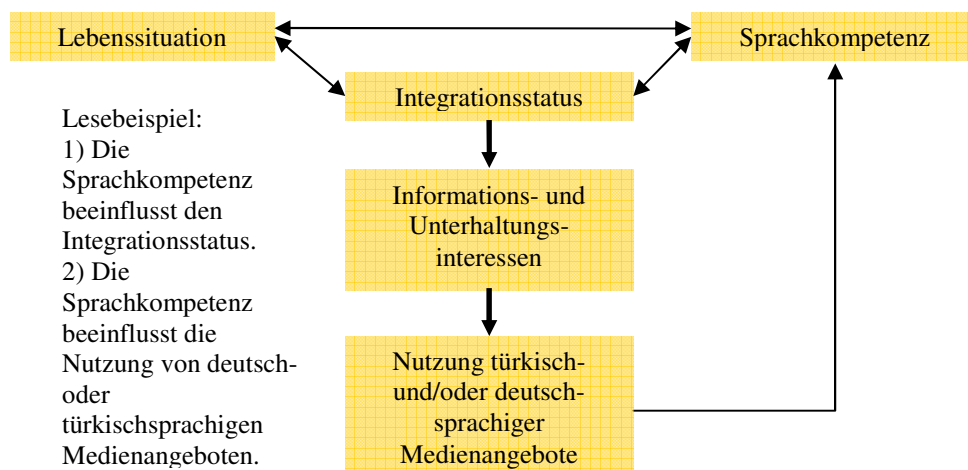 Lebenssituation
Sprachkompetenz
Integrationsstatus
Lesebeispiel:
1) Die
Sprachkompetenz
beeinflusst den
Integrationsstatus.
2) Die
Sprachkompetenz
beeinflusst die
Nutzung von deutsch-
oder
türkischsprachigen
Medienangeboten.
Informations- und
Unterhaltungs-
interessen
Nutzung türkisch-
und/oder deutsch-
sprachiger
Medienangebote